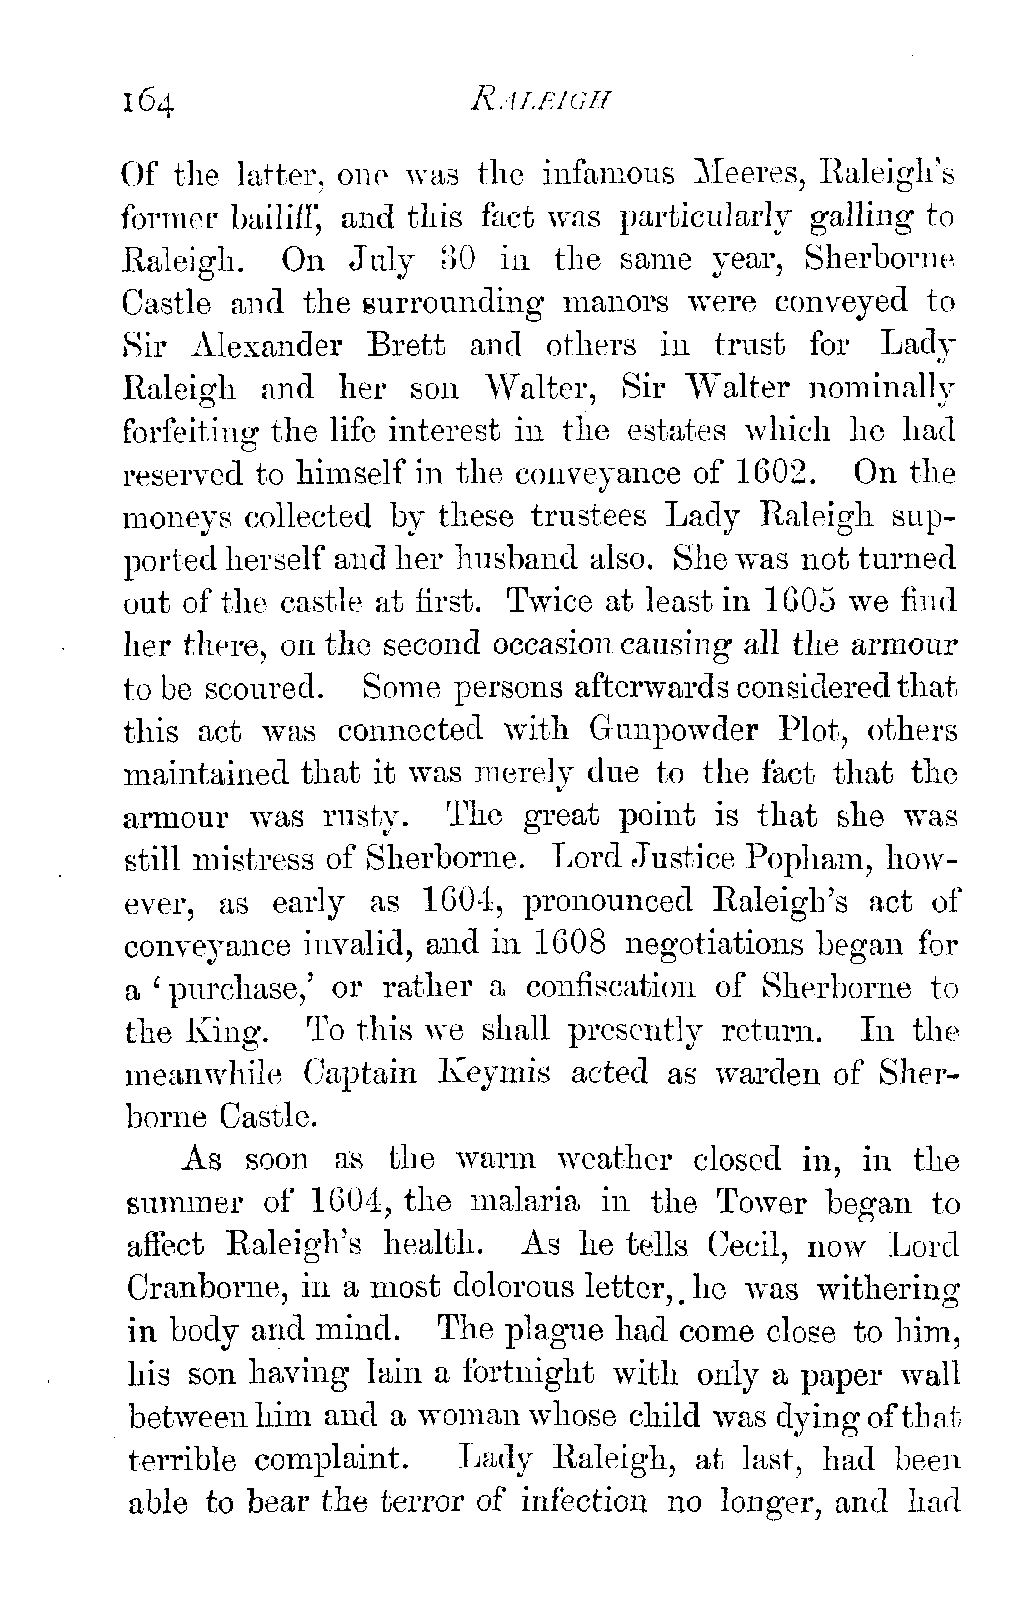 164 RALEIGH
Of the latter, one was the infamous Meeres, Raleigh's
former bailiff, and this fact was particularly galling to
Raleigh. On July 30 in the same year, Sherborne
Castle and the surrounding manors were conveyed to
Sir Alexander Brett and others in trust for Lady
Raleigh and her son Walter, Sir Walter nominally
forfeiting the life interest in the estates which he had
reserved to himself in the conveyance of 1602. On the
moneys collected by these trustees Lady Raleigh sup-
ported herself and her husband also. She was not turned
out of the castle at first. Twice at least in 1605 we find
her there, on the second occasion causing all the armour
to be scoured. Some persons afterwards considered that
this act was connected with Gunpowder Plot, others
maintained that it was merely due to the fact that the
armour was rusty. The great point is that she was
still mistress of Sherborne. Lord Justice Popham, how-
ever, as early as 1604, pronounced Raleigh's act of
conveyance invalid, and in 1608 negotiations began for
a 'purchase,' or rather a confiscation of Sherborne to
the King. To this we shall presently return. In the
meanwhile Captain Keymis acted as warden of Sher-
borne Castle.
As soon as the warm weather closed in, in the
summer of 1604, the malaria in the Tower began to
affect Raleigh's health. As he tells Cecil, now Lord
Cranborne, in a most dolorous letter, he was withering
in body and mind. The plague had come close to him,
his son having lain a fortnight with only a paper wall
between him and a woman whose child was dying of that
terrible complaint. Lady Raleigh, at last, had been
able to bear the terror of infection no longer, and had